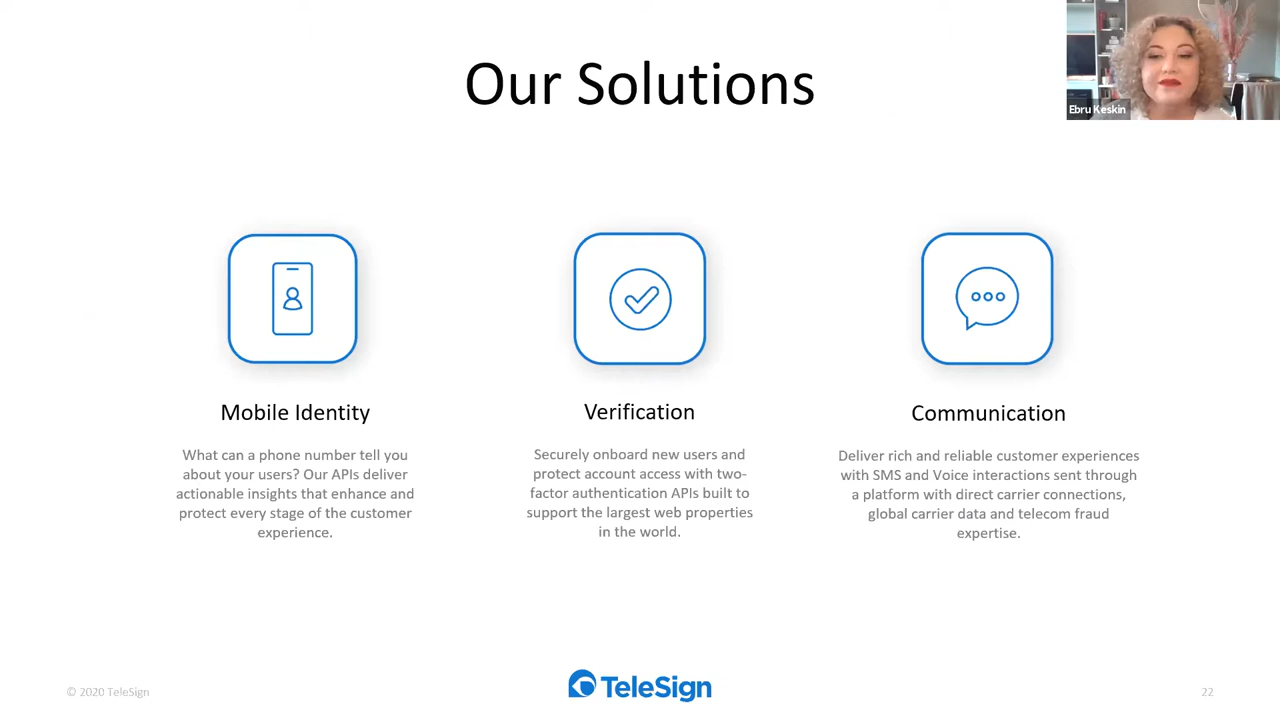 Our Solutions
Ebru Keskin
Mobile Identity
What can a phone number tell you
about your users? Our APIs deliver
actionable insights that enhance and
protect every stage of the customer
experience.
Verification
Securely onboard new users and
protect account access with two-
factor authentication APIs built to
support the largest web properties
in the world.
Communication
Deliver rich and reliable customer experiences
with SMS and Voice interactions sent through
a platform with direct carrier connections,
global carrier data and telecom fraud
expertise.
© 2020 TeleSign
TeleSign
22